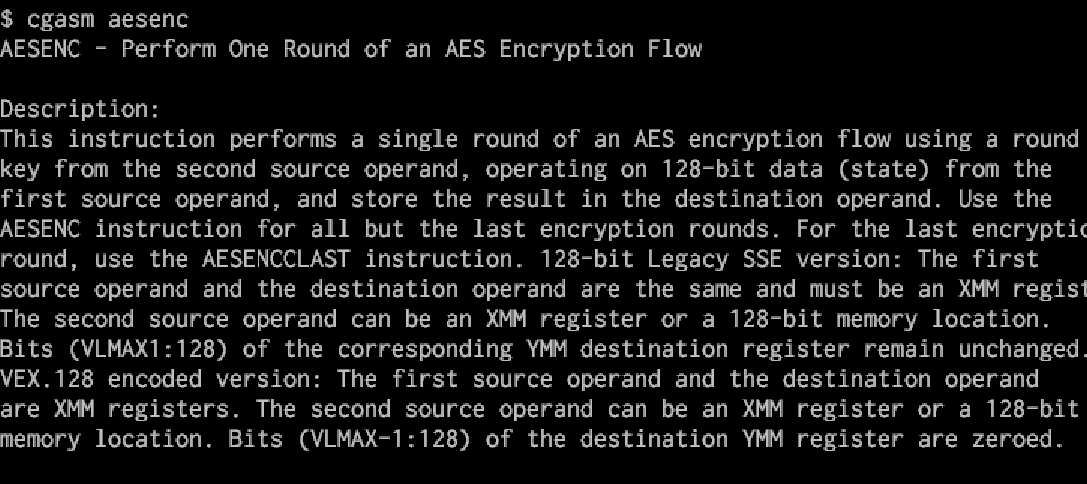 $ cgasm aesenc
AESENC - Perform One Round of an AES Encryption Flow
Description:
This instruction performs a single round of an AES encryption flow using a round
key from the second source operand, operating on 128-bit data (state) from the
first source operand, and store the result in the destination operand. Use the
AESENC instruction for all but the last encryption rounds. For the last encryptio
round, use the AESENCCLAST instruction. 128-bit Legacy SSE version: The first
source operand and the destination operand are the same and must be an XMM regist
The second source operand can be an XMM register or a 128-bit memory location.
Bits (VLMAX1:128) of the corresponding YMM destination register remain unchanged.
VEX.128 encoded version: The first source operand and the destination operand
are XMM registers. The second source operand can be an XMM register or a 128-bit
memory location. Bits (VLMAX-1:128) of the destination YMM register are zeroed.